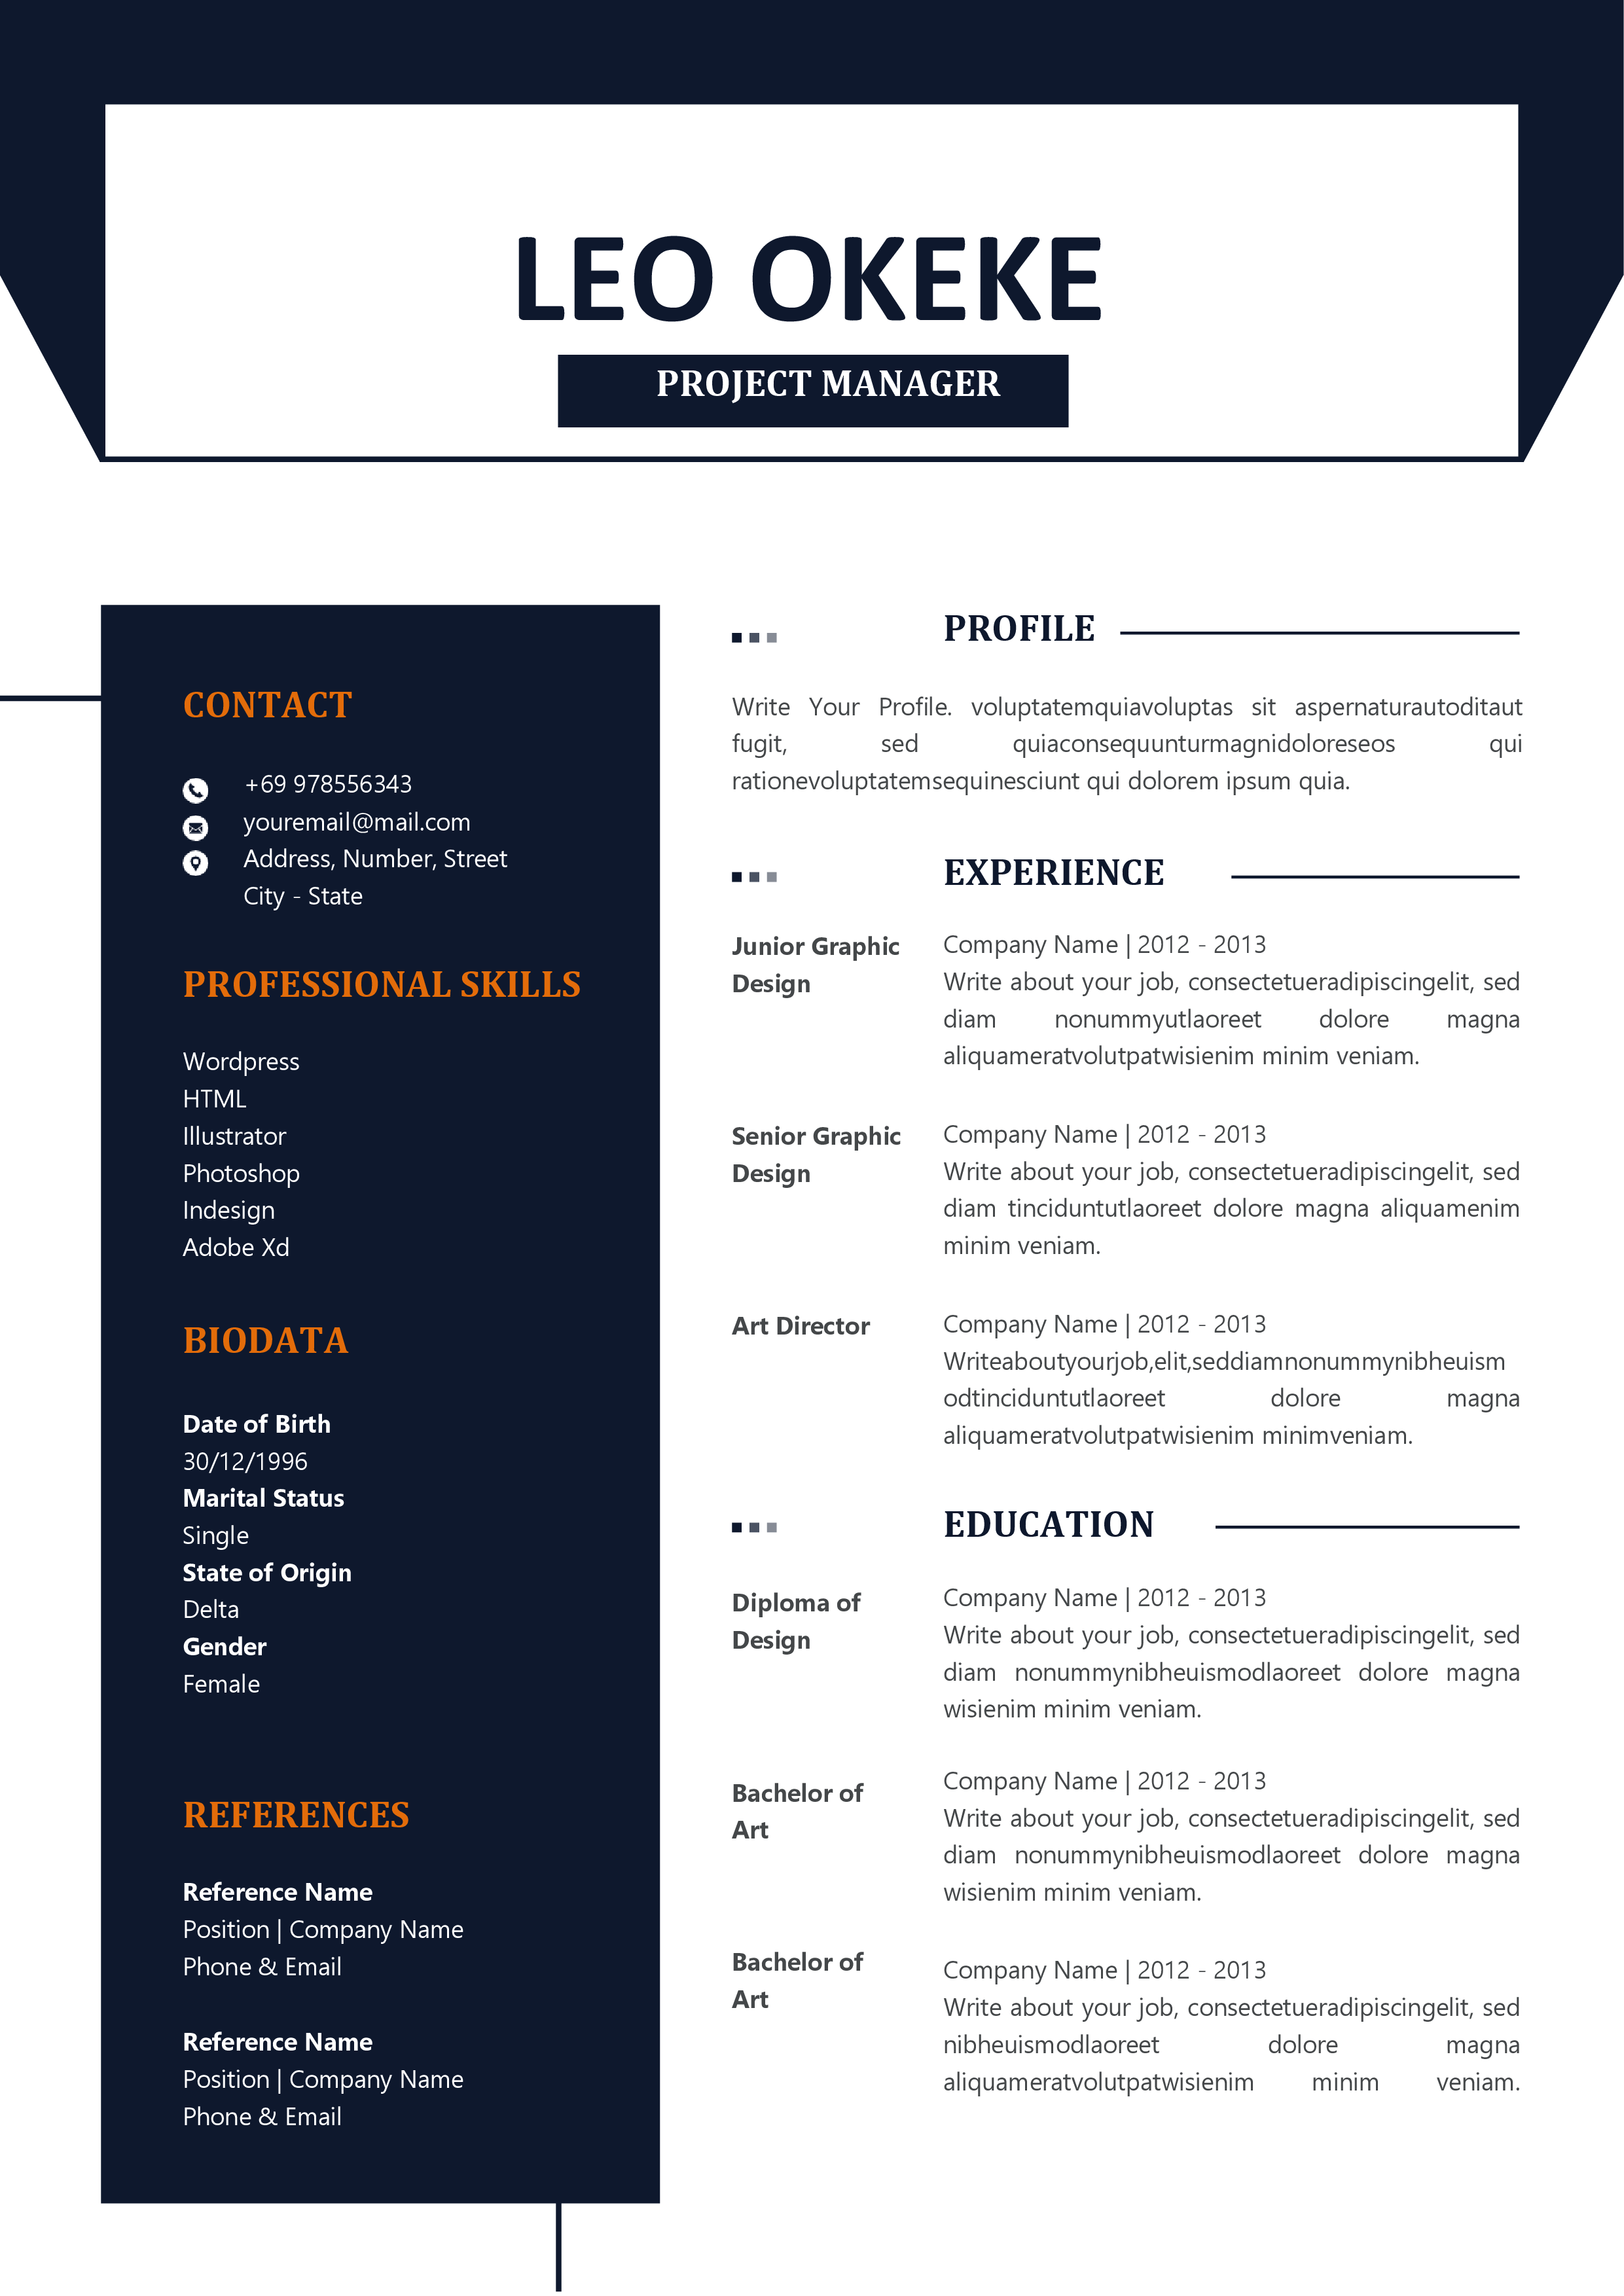 LEO OKEKE
PROJECT MANAGER
CONTACT
+69 978556343
youremail@mail.com
Address, Number, Street
City - State
PROFESSIONAL SKILLS
Wordpress
HTML
Illustrator
Photoshop
Indesign
Adobe Xd
BIODATA
Date of Birth
30/12/1996
Marital Status
Single
State of Origin
Delta
Gender
Female
REFERENCES
Reference Name
Position | Company Name
Phone & Email
Reference Name
Position | Company Name
Phone & Email
PROFILE
Write Your Profile. voluptatemquiavoluptas sit aspernaturautoditaut
fugit, sed quiaconsequunturmagnidoloreseos qui
rationevoluptatemsequinesciunt qui dolorem ipsum quia.
EXPERIENCE
Junior Graphic
Design
Company Name | 2012 - 2013
Write about your job, consectetueradipiscingelit, sed
diam nonummyutlaoreet dolore magna
aliquameratvolutpatwisienim minim veniam.
Senior Graphic
Design
Company Name | 2012 - 2013
Write about your job, consectetueradipiscingelit, sed
diam tinciduntutlaoreet dolore magna aliquamenim
minim veniam.
Art Director
Company Name | 2012 - 2013
Writeaboutyourjob,elit,seddiamnonummynibheuism
odtinciduntutlaoreet dolore magna
aliquameratvolutpatwisienim minimveniam.
EDUCATION
Diploma of
Design
Company Name | 2012 - 2013
Write about your job, consectetueradipiscingelit, sed
diam nonummynibheuismodlaoreet dolore magna
wisienim minim veniam.
Bachelor of
Art
Company Name | 2012 - 2013
Write about your job, consectetueradipiscingelit, sed
diam nonummynibheuismodlaoreet dolore magna
wisienim minim veniam.
Bachelor of
Art
Company Name | 2012 - 2013
Write about your job, consectetueradipiscingelit, sed
nibheuismodlaoreet dolore magna
aliquameratvolutpatwisienim minim veniam.